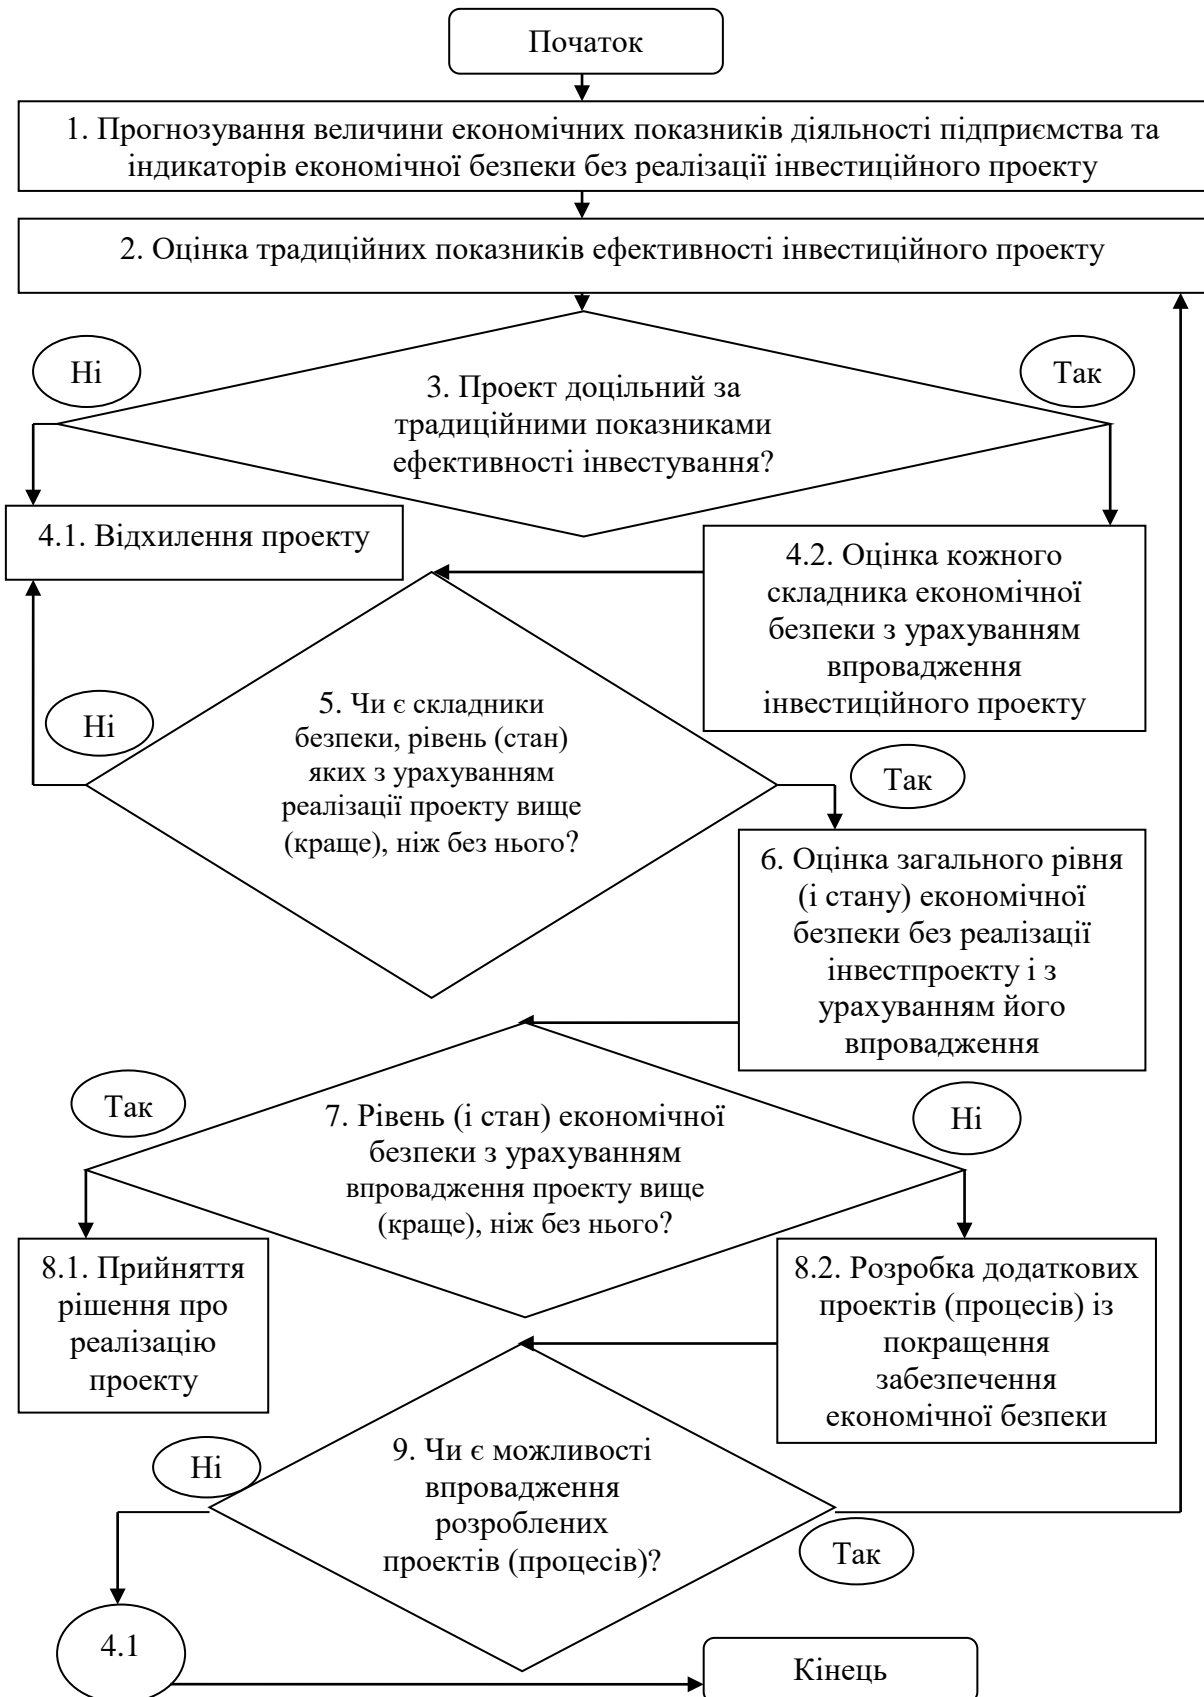 Початок
1. Прогнозування величини економічних показників діяльності підприємства та
індикаторів економічної безпеки без реалізації інвестиційного проекту
2. Оцінка традиційних показників ефективності інвестиційного проекту
Ні
Так
3. Проект доцільний за
традиційними показниками
ефективності інвестування?
4.1. Відхилення проекту
4.2. Оцінка кожного
складника економічної
безпеки з урахуванням
впровадження
інвестиційного проекту
5. Чи є складники
безпеки, рівень (стан)
яких з урахуванням
реалізації проекту вище
(краще), ніж без нього?
Ні
Так
6. Оцінка загального рівня
(і стану) економічної
безпеки без реалізації
інвестпроекту і з
урахуванням його
впровадження
Так
Ні
7. Рівень (і стан) економічної
безпеки з урахуванням
впровадження проекту вище
(краще), ніж без нього?
8.1. Прийняття
рішення про
реалізацію
проекту
8.2. Розробка додаткових
проектів (процесів) із
покращення
забезпечення
економічної безпеки
Ні
9. Чи є можливості
впровадження
розроблених
проектів (процесів)?
Так
4.1
Кінець